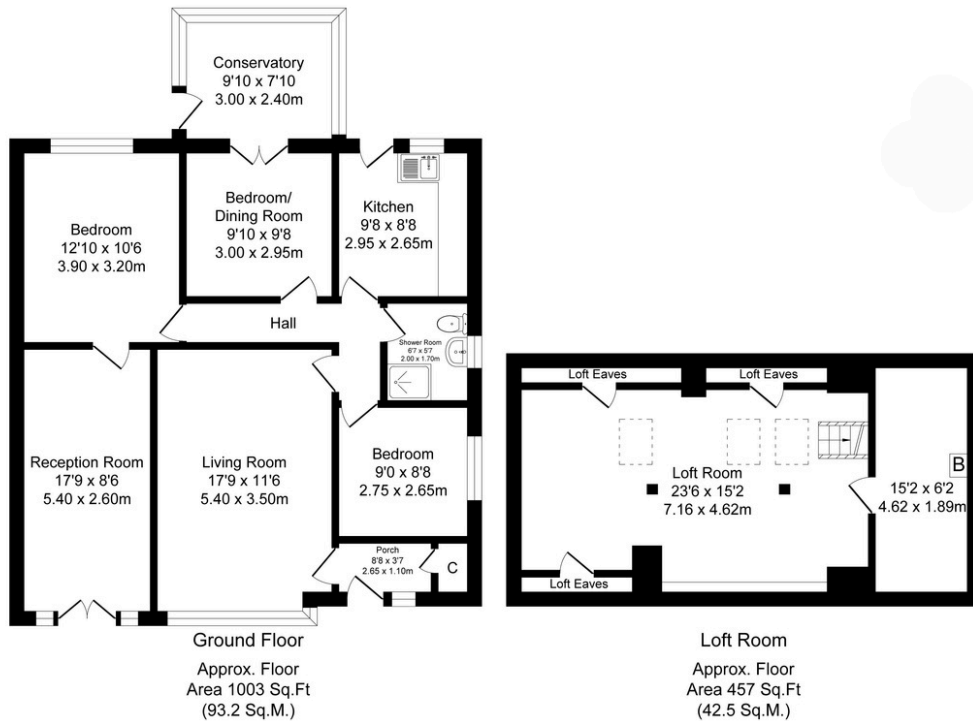 Conservatory
9'10 x 7'10
3.00 x 2.40m
Bedroom
12'10 x 10'6
3.90 x 3.20m
Bedroom/
Dining Room
9'10 x 9'8
3.00 x 2.95m
Kitchen
9'8 x 8'8
2.95 x 2.65m
Hall
Shower Room
6'7 x 5'7
2.00 x 1.70m
Reception Room
17'9 x 8'6
5.40 x 2.60m
Living Room
17'9 x 11'6
5.40 x 3.50m
Bedroom
9'0 x 8'8
2.75 x 2.65m
Porch
8'8 x 3'7
2.65 x 1.10m
C
Ground Floor
Approx. Floor
Area 1003 Sq.Ft
(93.2 Sq.M.)
Loft Eaves
Loft Eaves
Loft Room
23'6 x 15'2
7.16 x 4.62m
B
15'2 x 6'2
4.62 x 1.89m
Loft Eaves
Loft Room
Approx. Floor
Area 457 Sq.Ft
(42.5 Sq.M.)